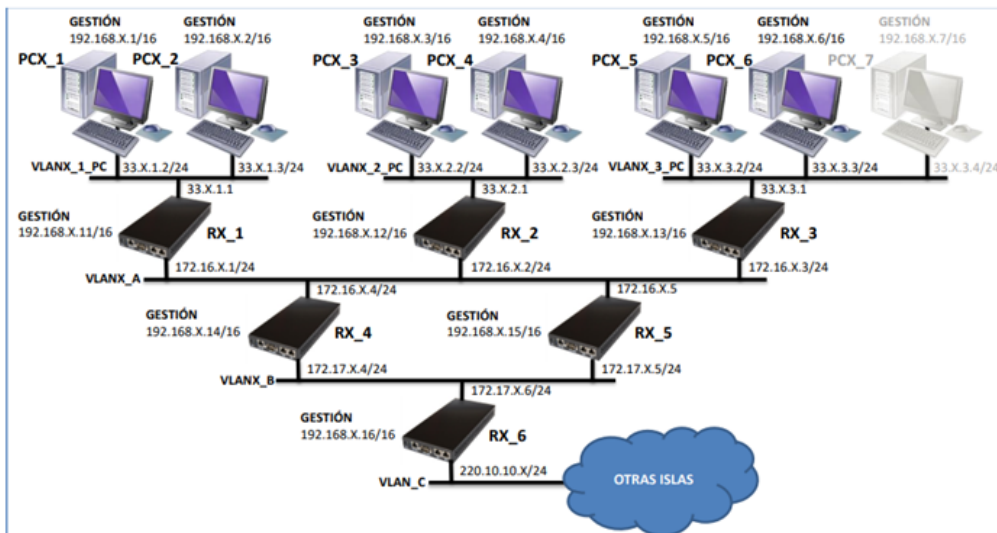 GESTIÓN
192.168.X.1/16
GESTIÓN
192.168.X.2/16
GESTIÓN
192.168.X.3/16
GESTIÓN
192.168.X.4/16
GESTIÓN
192.168.X.5/16
GESTIÓN
192.168.X.6/16
GESTIÓN
192.168.X.7/16
PCX_1
PCX_2
PCX_3
PCX_4
PCX_5
PCX_6
PCX_7
VLANX_1_PC
33.X.1.2/24
33.X.1.3/24
VLANX_2_PC
33.X.2.2/24
33.X.2.3/24
VLANX_3_PC
33.X.3.2/24
33.X.3.3/24
33.X.3.4/24
33.X.1.1
33.X.2.1
33.X.3.1
GESTIÓN
192.168.X.11/16
RX_1
GESTIÓN
192.168.X.12/16
RX_2
GESTIÓN
192.168.X.13/16
RX_3
172.16.X.1/24
172.16.X.2/24
172.16.X.3/24
VLANX_A
172.16.X.4/24
172.16.X.5
GESTIÓN
192.168.X.14/16
RX_4
GESTIÓN
192.168.X.15/16
RX_5
172.17.X.4/24
172.17.X.5/24
VLANX_B
172.17.X.6/24
GESTIÓN
192.168.X.16/16
RX_6
220.10.10.X/24
VLAN_C
OTRAS ISLAS